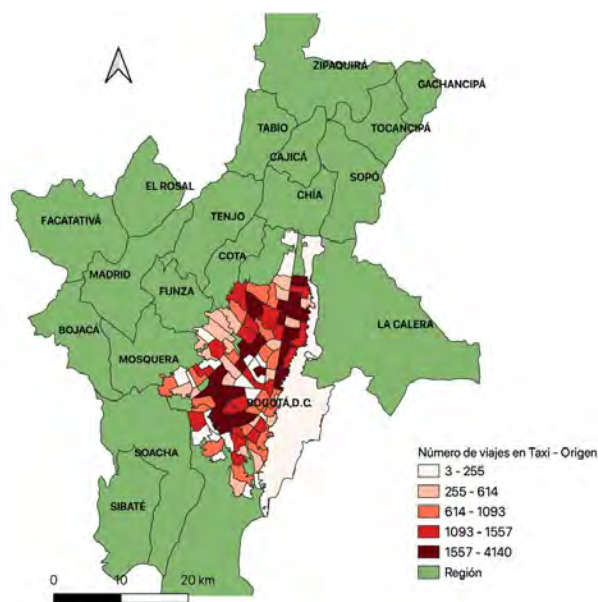 ZIPAQUIRÁ
GACHANCIPÁ
TABIO
TOCANCIPÁ
CAJICÁ
SOPÓ
EL ROSAL
CHÍA
FACATATIVÁ
TENJO
COTA
MADRID
FUNZA
BOJACÁ
LA CALERA
MOSQUERA
BOGOTÁ, D.C.
SOACHA
SIBATÉ
Número de viajes en Taxi - Origen
3 - 255
255 - 614
614 - 1093
1093 - 1557
1557 - 4140
Región
0 10 20 km